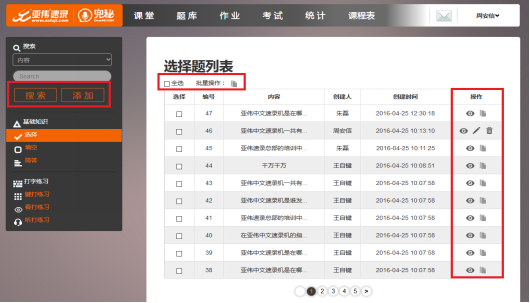 亚伟速录 兜秘 课 堂 题 库 作 业 考 试 统 计 课程表 周安信
搜索
内容
Search
搜 索 添 加
基础知识
选择
填空
简答
打字练习
键打练习
看打练习
听打练习
选择题列表
全选 批量操作：
选择 编号 内容 创建人 创建时间 操作
47 亚伟中文速录机是在哪... 朱磊 2016-04-25 12:30:18
46 亚伟中文速录机一共有... 周安信 2016-04-25 10:13:10
45 亚伟速录总部的培训中... 朱磊 2016-04-25 10:11:25
44 千万千万 王自健 2016-04-25 10:08:51
43 亚伟中文速录机一共有... 王自健 2016-04-25 10:07:58
42 亚伟中文速录机是谁发... 王自健 2016-04-25 10:07:58
41 亚伟速录总部的培训中... 王自健 2016-04-25 10:07:58
40 在亚伟中文速录机的指... 王自健 2016-04-25 10:07:58
39 亚伟中文速录机是在哪... 王自健 2016-04-25 10:07:58
38 亚伟中文速录机是在哪... 王自健 2016-04-25 10:07:58
1 2 3 4 5 >